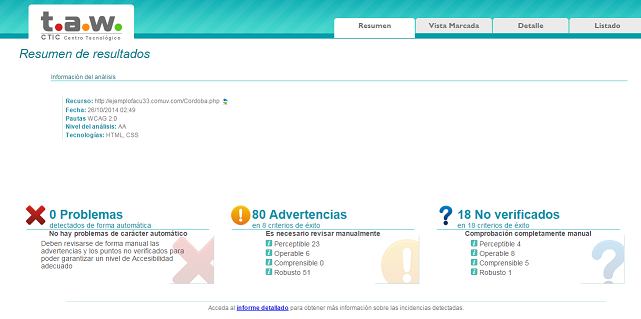 t.a.w.
CTIC Centro Tecnológico
Resumen
Vista Marcada
Detalle
Listado
Resumen de resultados
Información del análisis
Recurso: http://ejemplofacu33.comuv.com/Cordoba.php
Fecha: 26/10/2014 02:49
Pautas WCAG 2.0
Nivel del análisis: AA
Tecnologías: HTML, CSS
0 Problemas
detectados de forma automática
No hay problemas de carácter automático
Deben revisarse de forma manual las
advertencias y los puntos no verificados para
poder garantizar un nivel de Accesibilidad
adecuado
80 Advertencias
en 8 criterios de éxito
Es necesario revisar manualmente
Perceptible 23
Operable 6
Comprensible 0
Robusto 51
18 No verificados
en 18 criterios de éxito
Comprobación completamente manual
Perceptible 4
Operable 8
Comprensible 5
Robusto 1
Acceda al informe detallado para obtener más información sobre las incidencias detectadas.